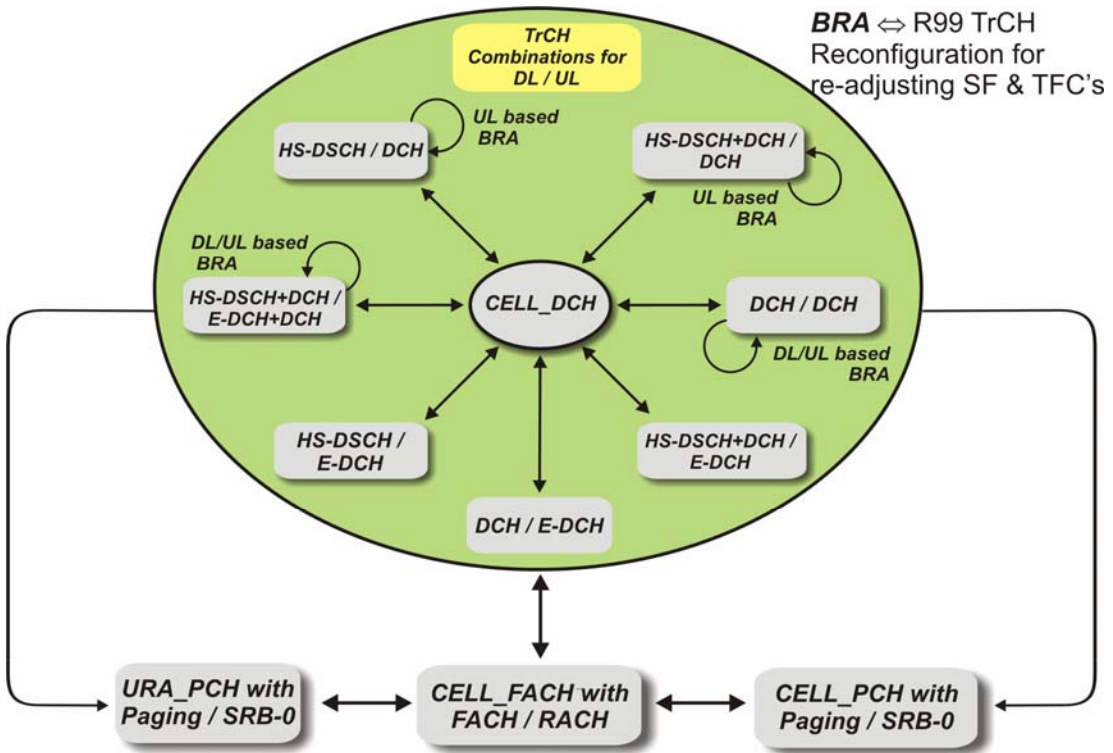 TrCH
Combinations for
DL / UL
BRA ⇔ R99 TrCH
Reconfiguration for
re-adjusting SF & TFC's
UL based
BRA
HS-DSCH / DCH
HS-DSCH+DCH /
DCH
UL based
BRA
DL/UL based
BRA
HS-DSCH+DCH /
E-DCH+DCH
CELL_DCH
DCH / DCH
DL/UL based
BRA
HS-DSCH /
E-DCH
HS-DSCH+DCH /
E-DCH
DCH / E-DCH
URA_PCH with
Paging / SRB-0
CELL_FACH with
FACH / RACH
CELL_PCH with
Paging / SRB-0